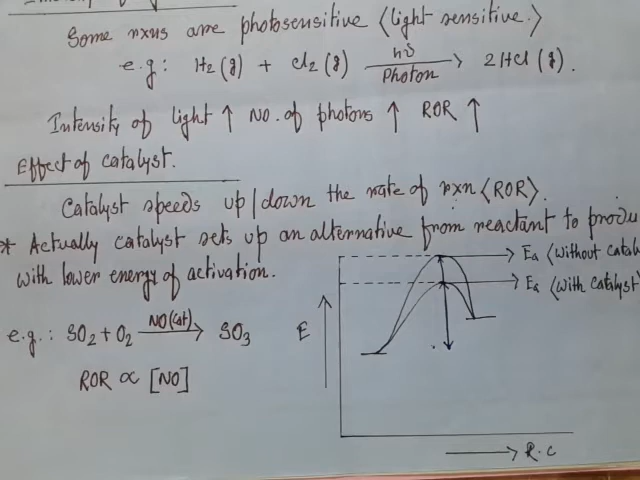 Some rxns are photosensitive (light sensitive.)
e.g: H₂(g) + Cl₂(g) —hν/Photon→ 2HCl(g).
Intensity of light ↑ NO. of photons ↑ ROR ↑
Effect of catalyst.
Catalyst speeds up/down the rate of rxn (ROR).
* Actually catalyst sets up an alternative from reactant to produ
with lower energy of activation.
Ea (Without catal
Ea (With catalyst)
e.g.: SO₂ + O₂ —NO(cat)→ SO₃
E
ROR ∝ [NO]
→ R.C